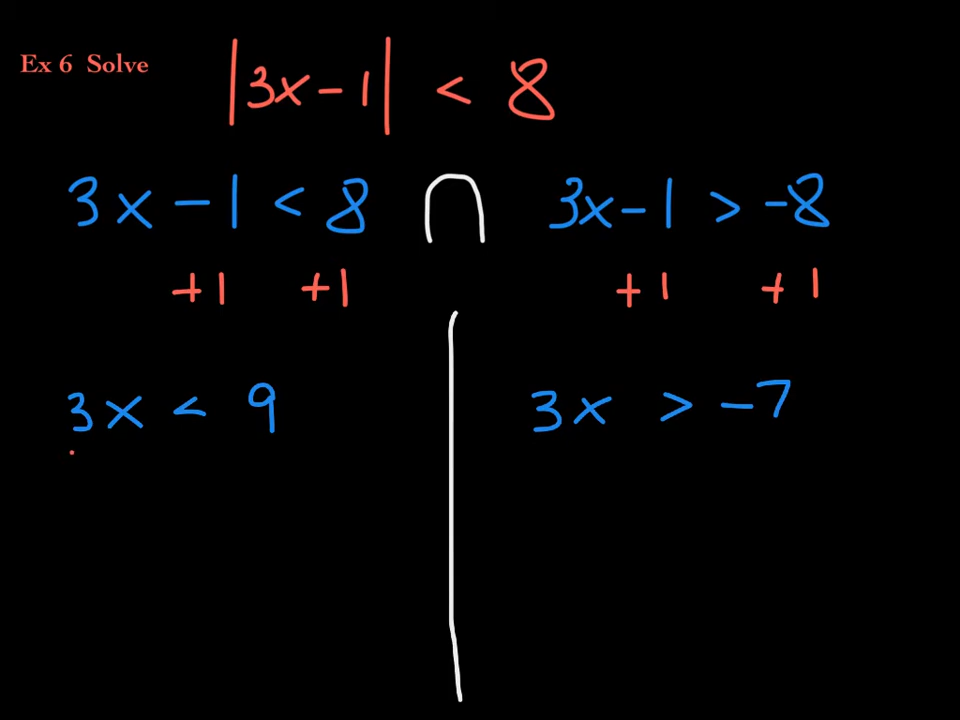 Ex 6 Solve |3x - 1| < 8
3x - 1 < 8 ∩ 3x - 1 > -8
+1 +1 +1 +1
3x < 9 3x > -7